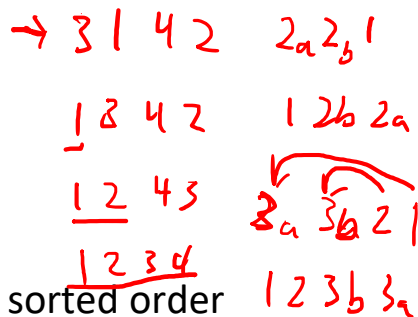 → 3 1 4 2
1 3 4 2
1 2 4 3
1 2 3 4
sorted order
2a 2b 1
1 2b 2a
3a 3b 2 1
1 2 3b 3a